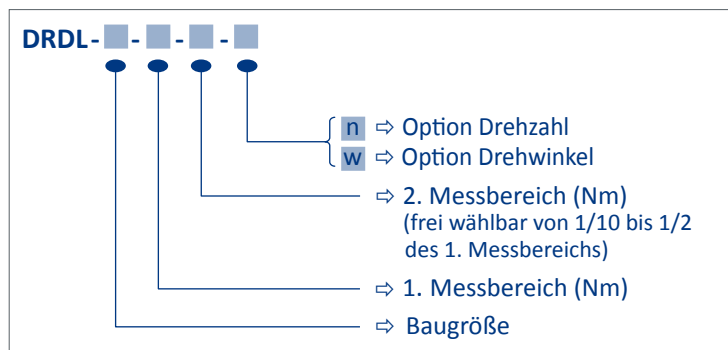 DRDL- - - -
n ⇨ Option Drehzahl
w ⇨ Option Drehwinkel
⇨ 2. Messbereich (Nm)
(frei wählbar von 1/10 bis 1/2
des 1. Messbereichs)
⇨ 1. Messbereich (Nm)
⇨ Baugröße